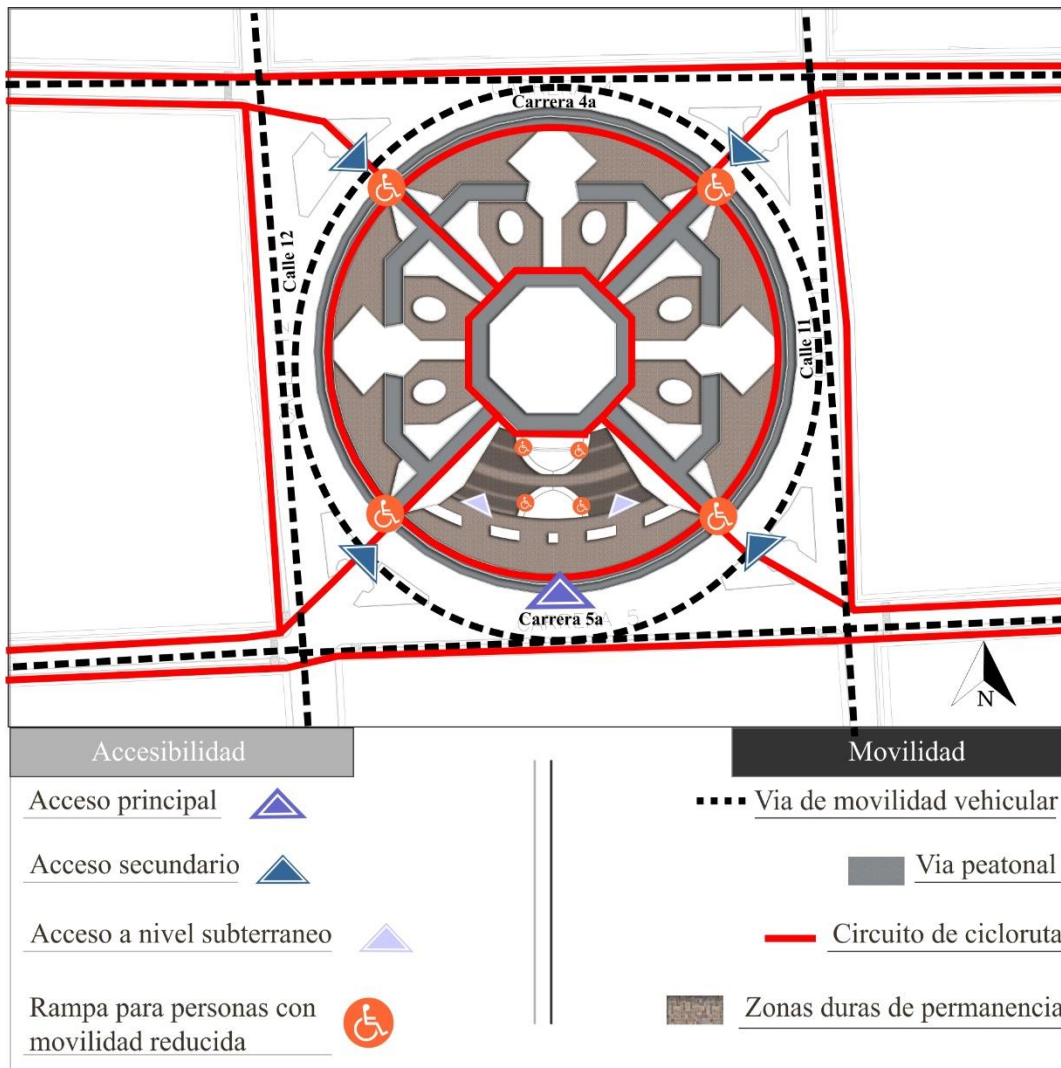 Carrera 4a
Calle 12
Calle 11
Carrera 5a
N
Accesibilidad
Acceso principal
Acceso secundario
Acceso a nivel subterraneo
Rampa para personas con
movilidad reducida
Movilidad
Via de movilidad vehicular
Via peatonal
Circuito de cicloruta
Zonas duras de permanencia